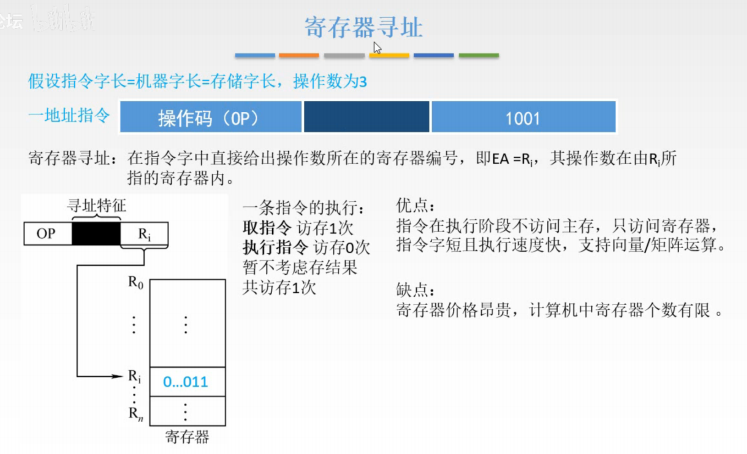 论坛
寄存器寻址
假设指令字长=机器字长=存储字长，操作数为3
一地址指令
操作码（OP）
1001
寄存器寻址：在指令字中直接给出操作数所在的寄存器编号，即EA =Ri，其操作数在由Ri所
指的寄存器内。
寻址特征
OP
Ri
R0
⋮
⋮
Ri
0...011
⋮
Rn
⋮
寄存器
一条指令的执行：
取指令 访存1次
执行指令 访存0次
暂不考虑存结果
共访存1次
优点：
指令在执行阶段不访问主存，只访问寄存器，
指令字短且执行速度快，支持向量/矩阵运算。
缺点：
寄存器价格昂贵，计算机中寄存器个数有限 。